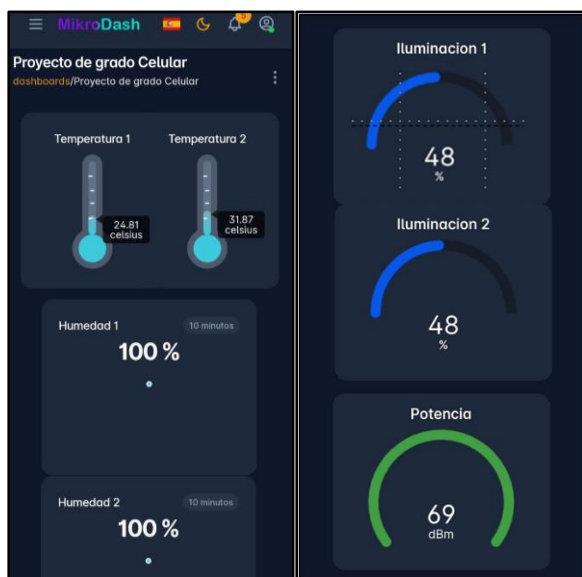 MikroDash
5
Proyecto de grado Celular
dashboards/Proyecto de grado Celular
Temperatura 1
Temperatura 2
24.81
celsius
31.87
celsius
Humedad 1
10 minutos
100 %
Humedad 2
10 minutos
100 %
Iluminacion 1
48
%
Iluminacion 2
48
%
Potencia
69
dBm